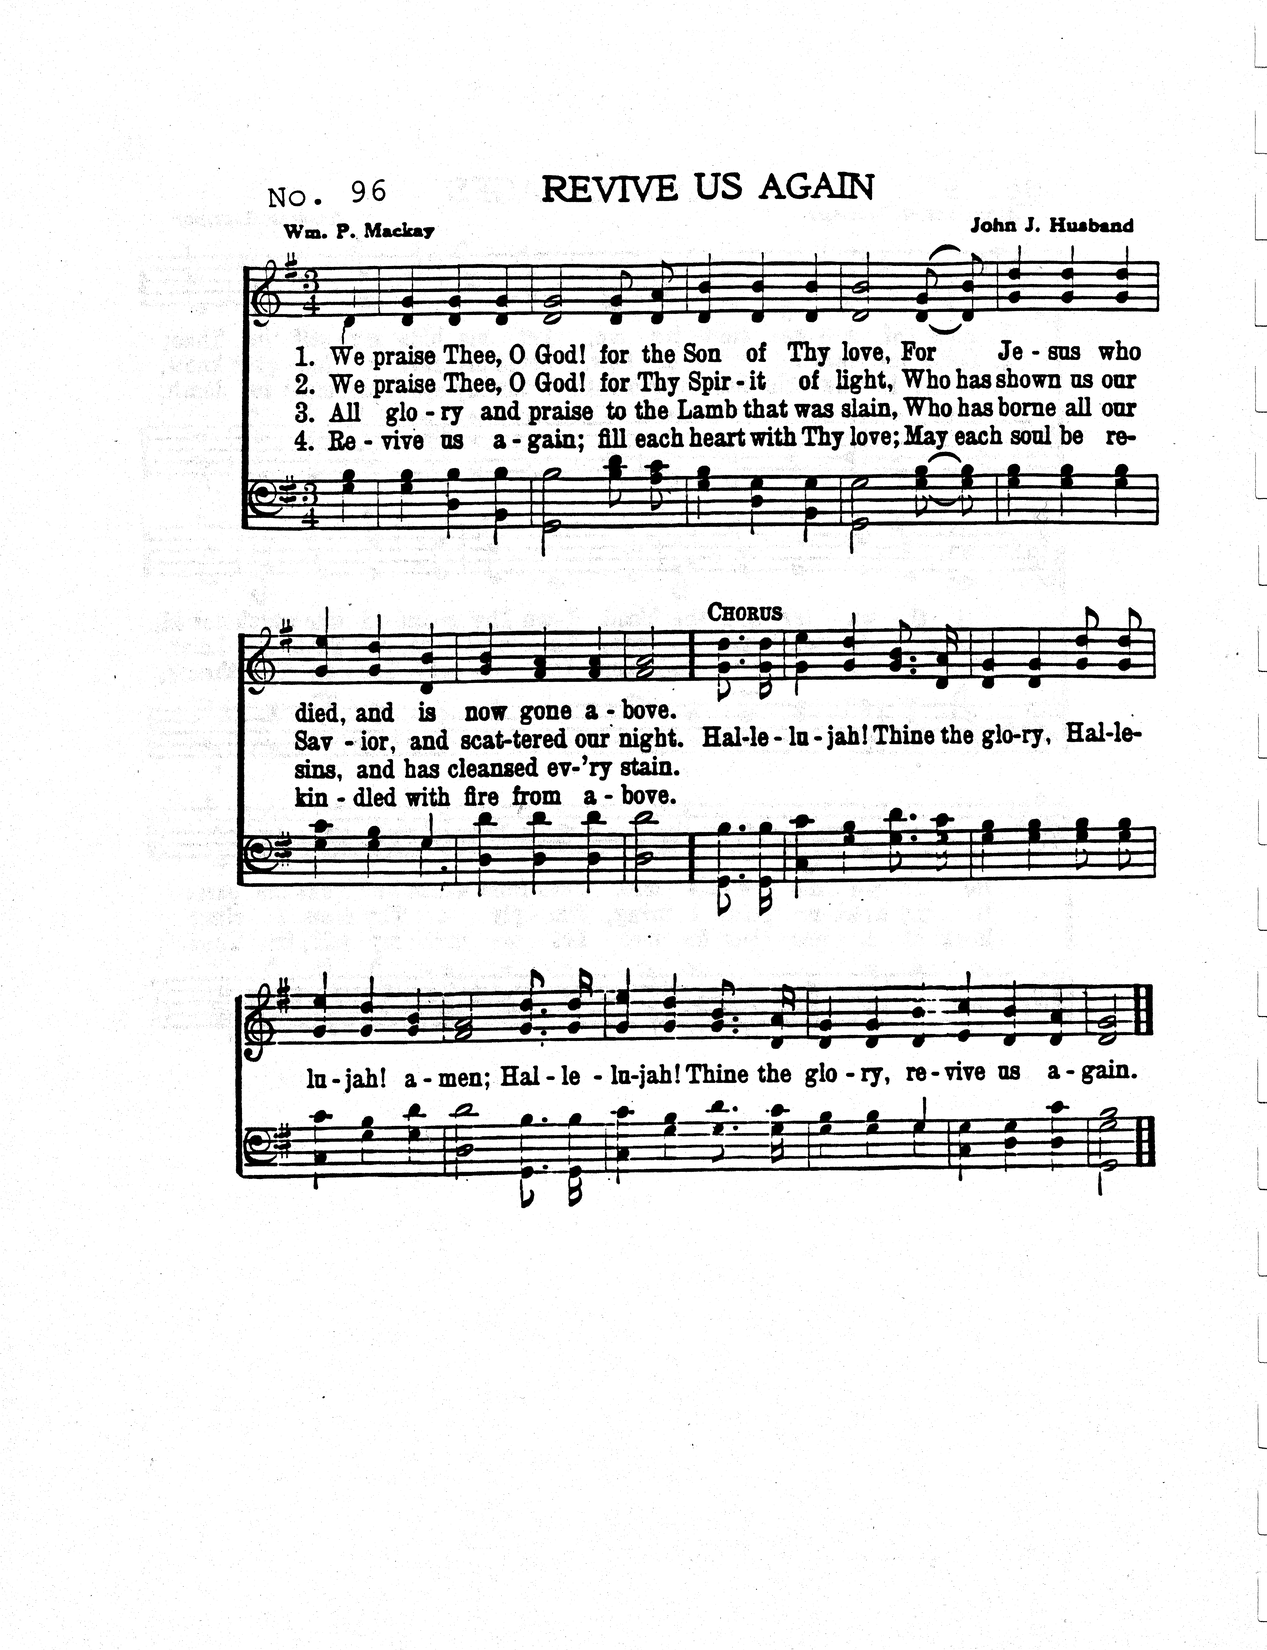 No. 96
REVIVE US AGAIN
Wm. P. Mackay
John J. Husband
3
4
1. We praise Thee, O God! for the Son of Thy love, For Je - sus who
2. We praise Thee, O God! for Thy Spir - it of light, Who has shown us our
3. All glo - ry and praise to the Lamb that was slain, Who has borne all our
4. Re - vive us a - gain; fill each heart with Thy love; May each soul be re-
3
4
CHORUS
died, and is now gone a - bove.
Sav - ior, and scat-tered our night. Hal-le - lu - jah! Thine the glo-ry, Hal-le-
sins, and has cleansed ev-'ry stain.
kin - dled with fire from a - bove.
lu - jah! a - men; Hal - le - lu-jah! Thine the glo - ry, re - vive us a - gain.